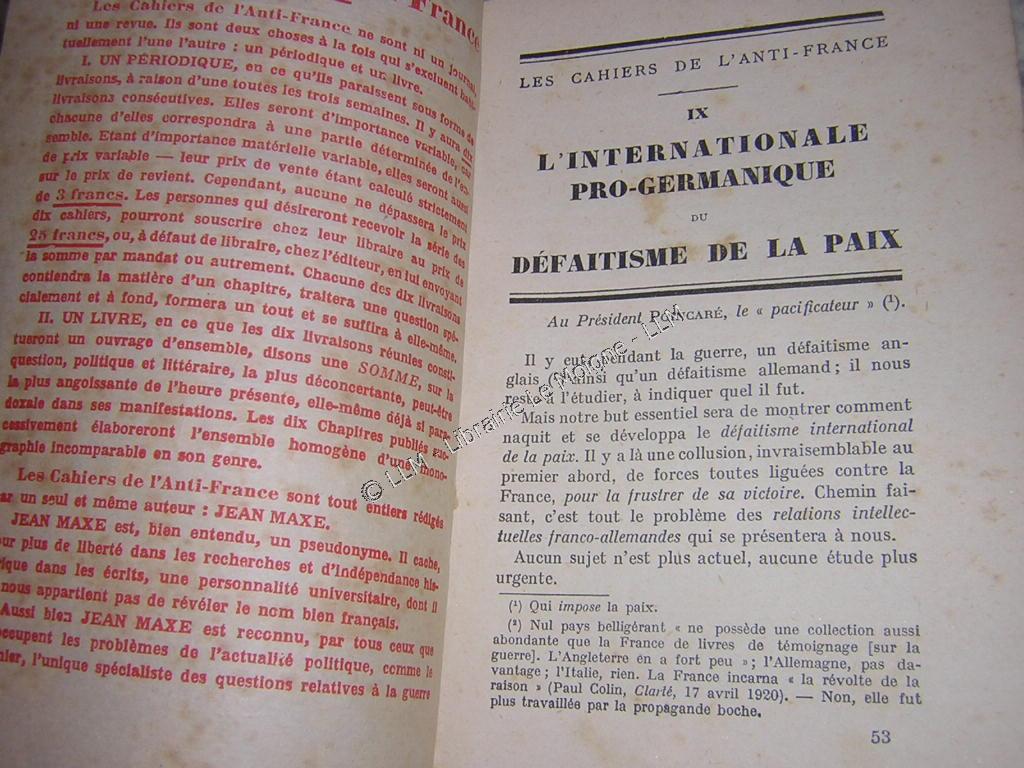 France
Les Cahiers de l'Anti-France ne sont ni un journal
ni une revue. Ils sont deux choses à la fois qui s'excluent habi-
tuellement l'une l'autre : un périodique et un livre.
I. UN PÉRIODIQUE, en ce qu'ils paraissent sous forme de
livraisons, à raison d'une toutes les trois semaines. Il y aura dix
livraisons consécutives. Elles seront d'importance variable, car
chacune d'elles correspondra à une partie déterminée de l'en-
semble. Etant d'importance matérielle variable, elles seront aussi
de prix variable — leur prix de vente étant calculé strictement
sur le prix de revient. Cependant, aucune ne dépassera le prix
de 3 francs. Les personnes qui désireront recevoir la série des
dix cahiers, pourront souscrire chez leur libraire au prix de
25 francs, ou, à défaut de libraire, chez l'éditeur, en lui envoyant
la somme par mandat ou autrement. Chacune des dix livraisons
contiendra la matière d'un chapitre, traitera une question spé-
cialement et à fond, formera un tout et se suffira à elle-même.
II. UN LIVRE, en ce que les dix livraisons réunies consti-
tueront un ouvrage d'ensemble, disons une SOMME, sur la
question, politique et littéraire, la plus déconcertante, peut-être
la plus angoissante de l'heure présente, elle-même déjà si para-
doxale dans ses manifestations. Les dix Chapitres publiés suc-
cessivement élaboreront l'ensemble homogène d'une mono-
graphie incomparable en son genre.
Les Cahiers de l'Anti-France sont tout entiers rédigés
par un seul et même auteur : JEAN MAXE.
JEAN MAXE est, bien entendu, un pseudonyme. Il cache,
our plus de liberté dans les recherches et d'indépendance his-
rique dans les écrits, une personnalité universitaire, dont il
nous appartient pas de révéler le nom bien français.
Aussi bien JEAN MAXE est reconnu, par tous ceux que
ccupent les problèmes de l'actualité politique, comme le
nier, l'unique spécialiste des questions relatives à la guerre
LES CAHIERS DE L'ANTI-FRANCE
IX
L'INTERNATIONALE
PRO-GERMANIQUE
DU
DÉFAITISME DE LA PAIX
Au Président POINCARÉ, le « pacificateur » (¹).
Il y eut, pendant la guerre, un défaitisme an-
glais (²) ainsi qu'un défaitisme allemand ; il nous
reste à l'étudier, à indiquer quel il fut.
Mais notre but essentiel sera de montrer comment
naquit et se développa le défaitisme international
de la paix. Il y a là une collusion, invraisemblable au
premier abord, de forces toutes liguées contre la
France, pour la frustrer de sa victoire. Chemin fai-
sant, c'est tout le problème des relations intellec-
tuelles franco-allemandes qui se présentera à nous.
Aucun sujet n'est plus actuel, aucune étude plus
urgente.
(¹) Qui impose la paix.
(²) Nul pays belligérant « ne possède une collection aussi
abondante que la France de livres de témoignage [sur la
guerre]. L'Angleterre en a fort peu » ; l'Allemagne, pas da-
vantage ; l'Italie, rien. La France incarna « la révolte de la
raison » (Paul Colin, Clarté, 17 avril 1920). — Non, elle fut
plus travaillée par la propagande boche.
53
© LLM - Librairie Le Moigne - LLM